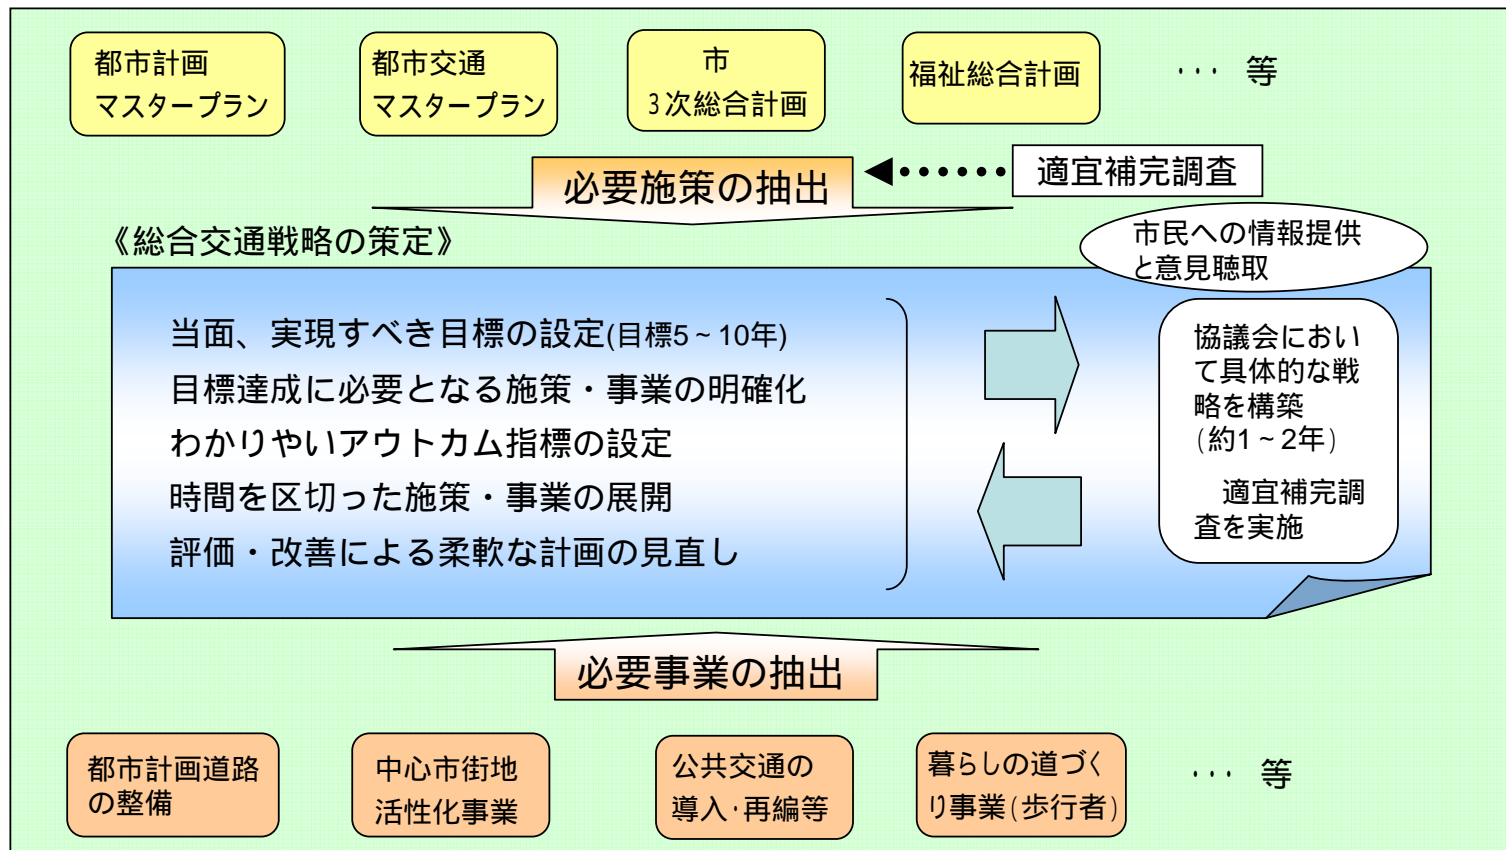 都市計画
マスタープラン
都市交通
マスタープラン
市
3次総合計画
福祉総合計画
… 等
必要施策の抽出
適宜補完調査
市民への情報提供
と意見聴取
《総合交通戦略の策定》
当面、実現すべき目標の設定(目標5~10年)
目標達成に必要となる施策・事業の明確化
わかりやいアウトカム指標の設定
時間を区切った施策・事業の展開
評価・改善による柔軟な計画の見直し
協議会におい
て具体的な戦
略を構築
(約1~2年)
適宜補完調
査を実施
必要事業の抽出
都市計画道路
の整備
中心市街地
活性化事業
公共交通の
導入・再編等
暮らしの道づく
り事業(歩行者)
… 等